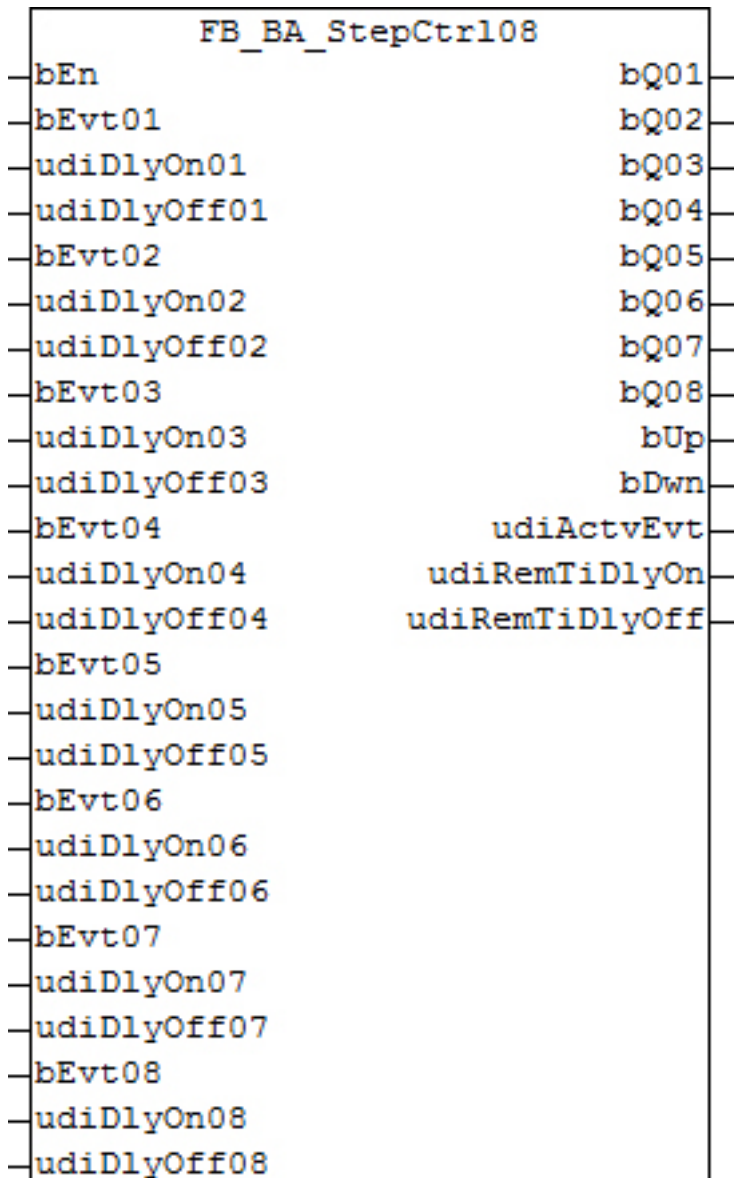 FB_BA_StepCtrl08
bEn bQ01
bEvt01 bQ02
udiDlyOn01 bQ03
udiDlyOff01 bQ04
bEvt02 bQ05
udiDlyOn02 bQ06
udiDlyOff02 bQ07
bEvt03 bQ08
udiDlyOn03 bUp
udiDlyOff03 bDwn
bEvt04 udiActvEvt
udiDlyOn04 udiRemTiDlyOn
udiDlyOff04 udiRemTiDlyOff
bEvt05
udiDlyOn05
udiDlyOff05
bEvt06
udiDlyOn06
udiDlyOff06
bEvt07
udiDlyOn07
udiDlyOff07
bEvt08
udiDlyOn08
udiDlyOff08